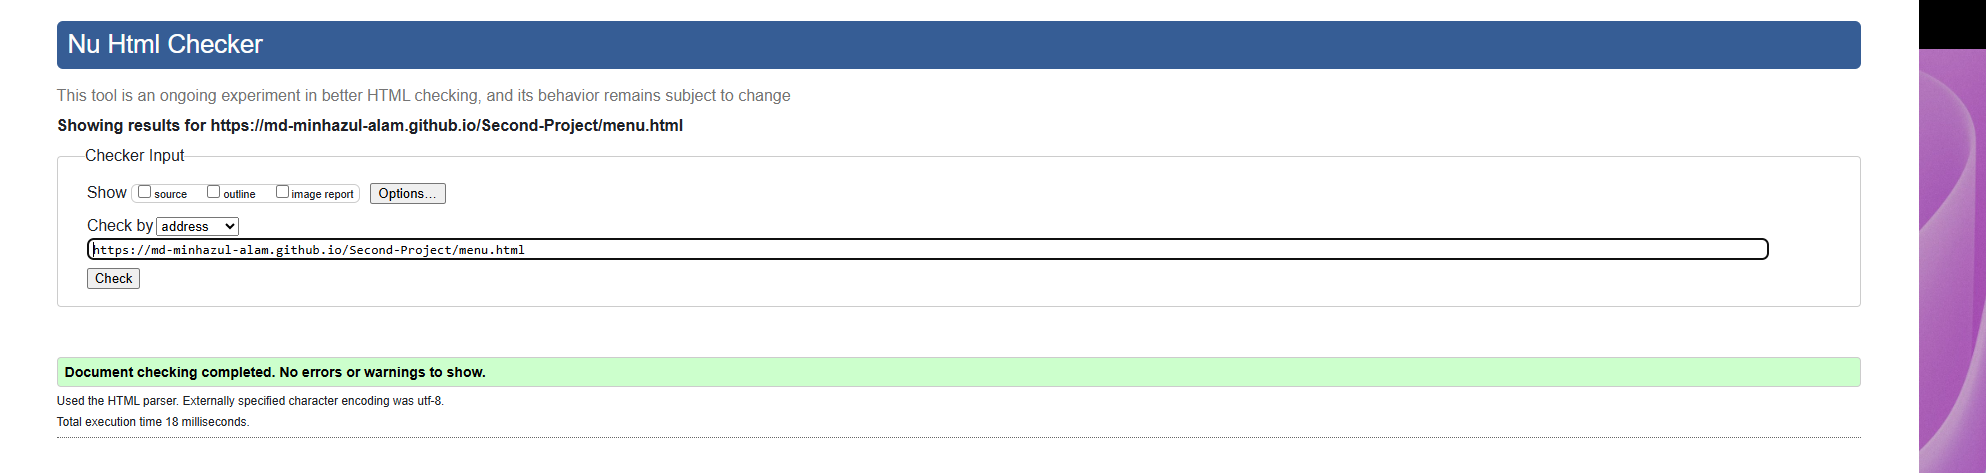 Nu Html Checker
This tool is an ongoing experiment in better HTML checking, and its behavior remains subject to change
Showing results for https://md-minhazul-alam.github.io/Second-Project/menu.html
Checker Input
Show source outline image report Options...
Check by address
https://md-minhazul-alam.github.io/Second-Project/menu.html
Check
Document checking completed. No errors or warnings to show.
Used the HTML parser. Externally specified character encoding was utf-8.
Total execution time 18 milliseconds.